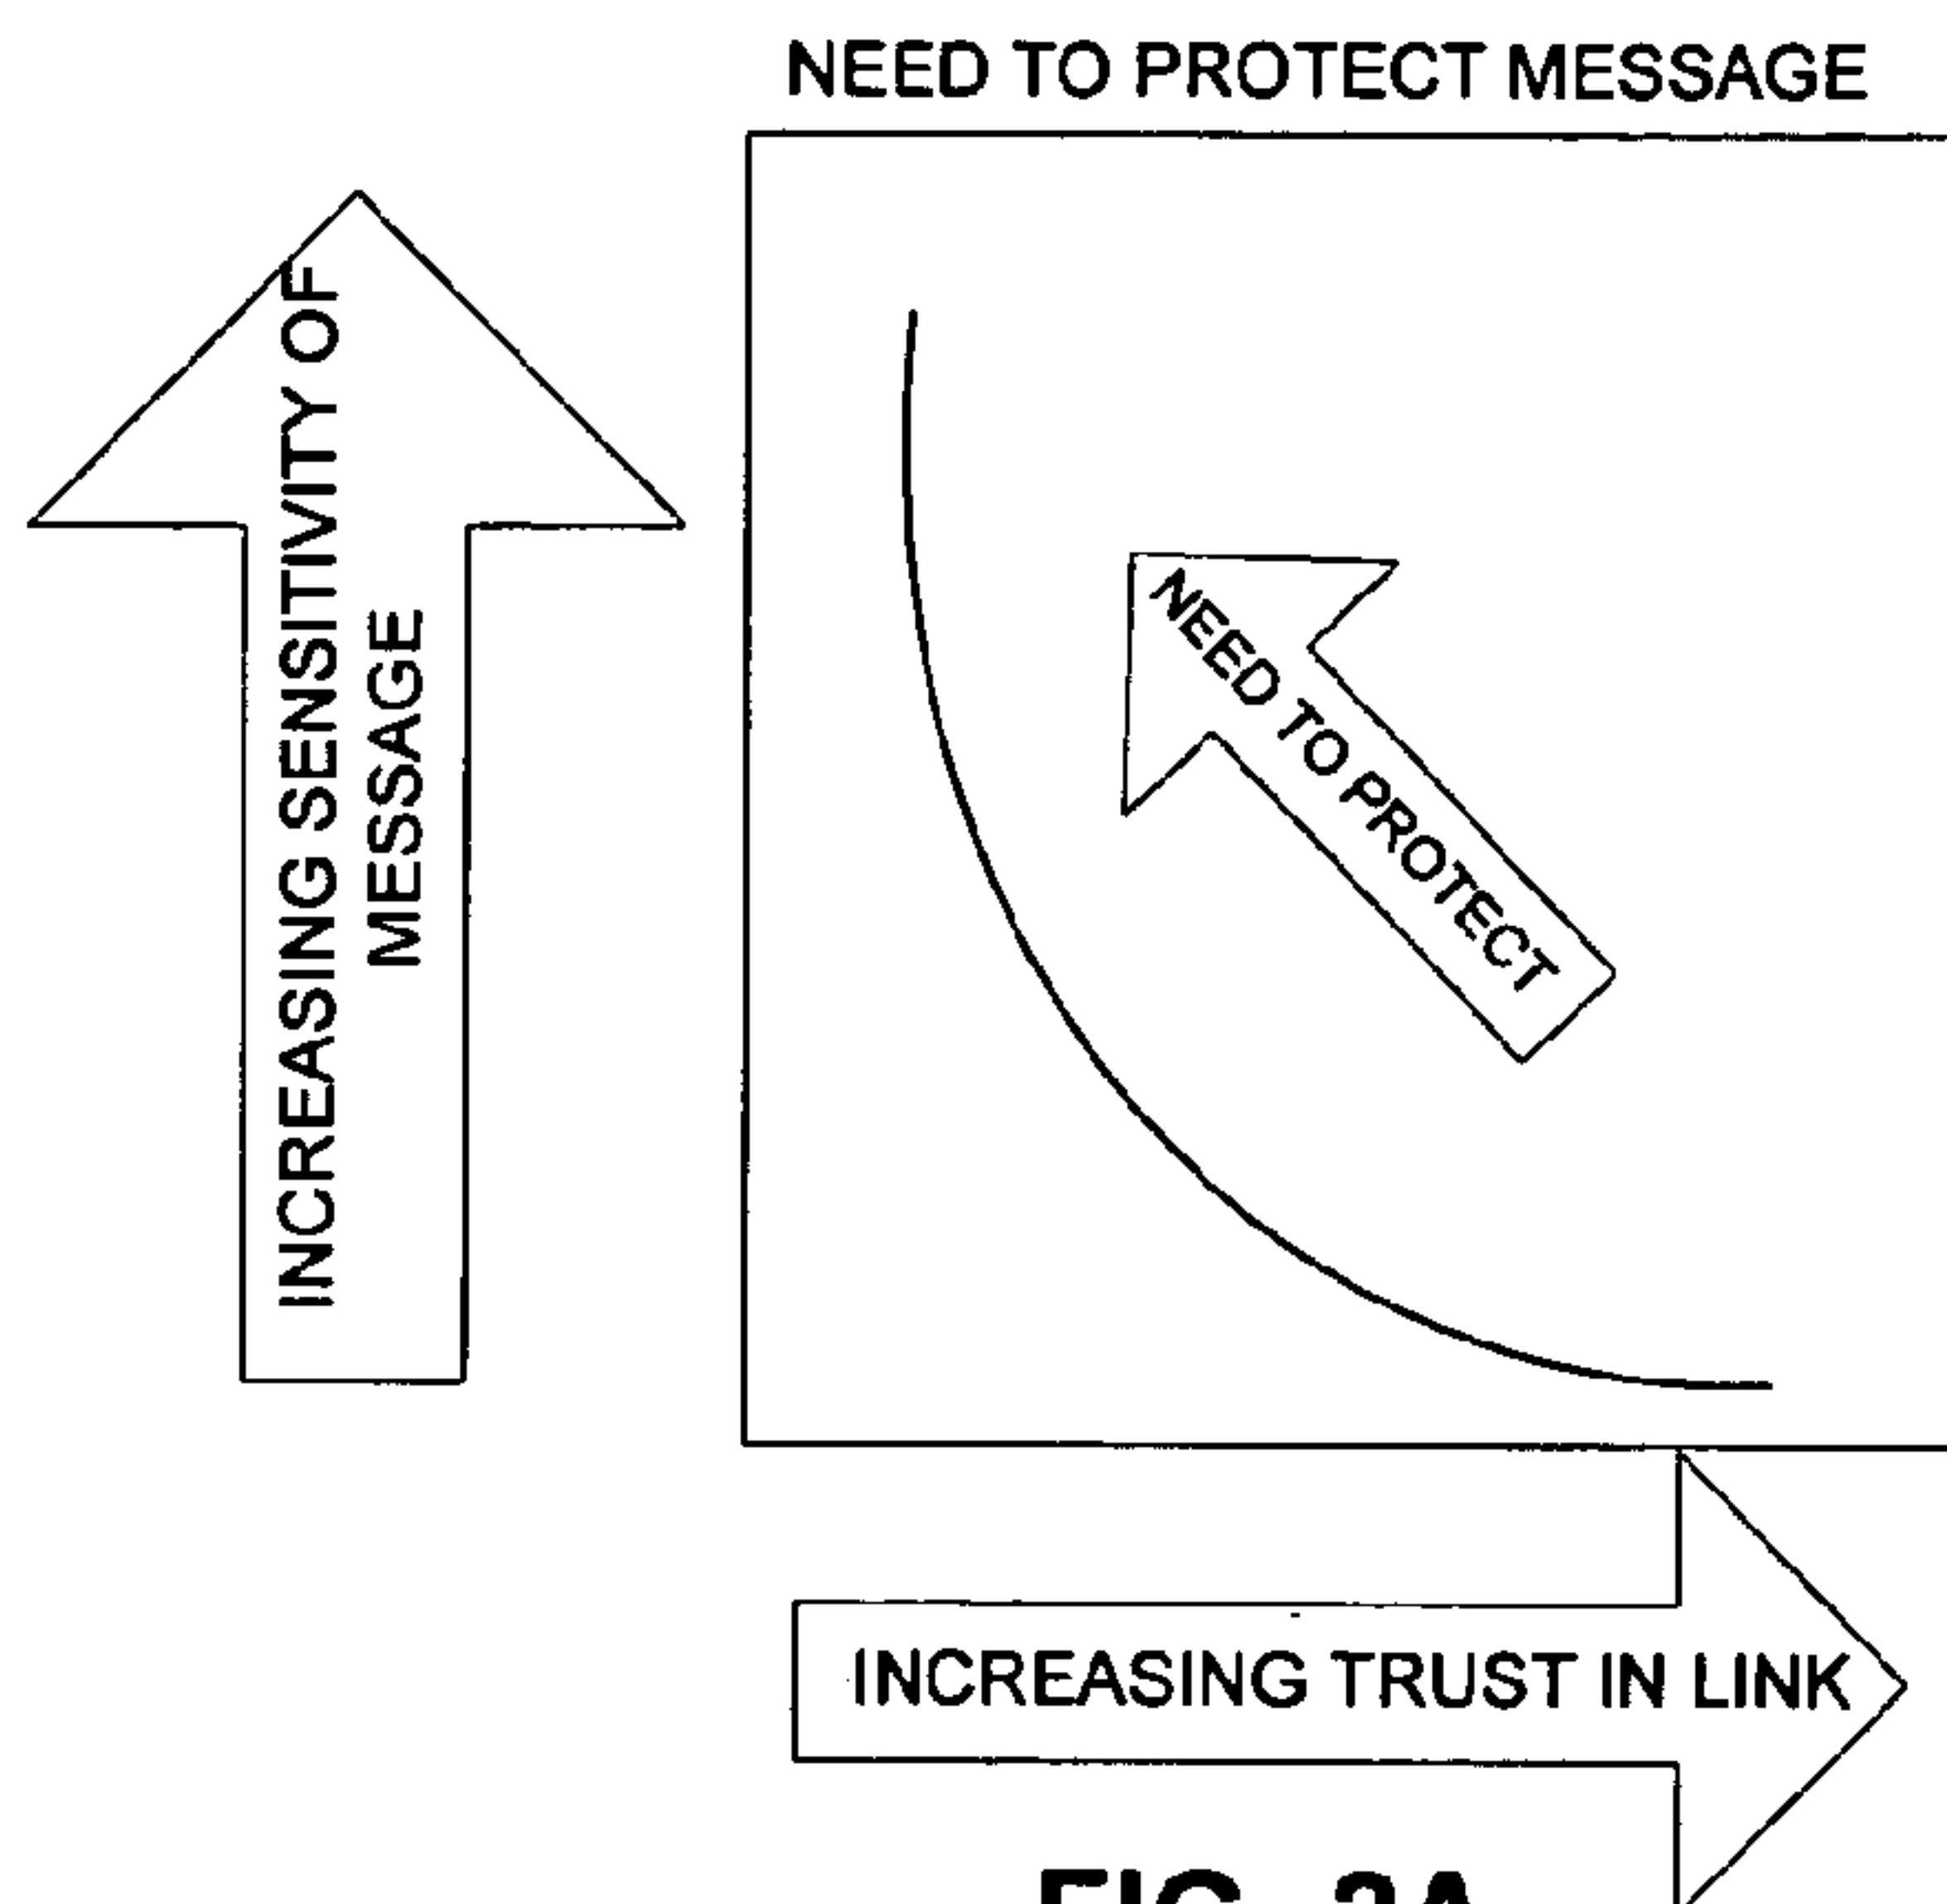 NEED TO PROTECT MESSAGE
INCREASING SENSITIVITY OF
MESSAGE
NEED TO PROTECT
INCREASING TRUST IN LINK